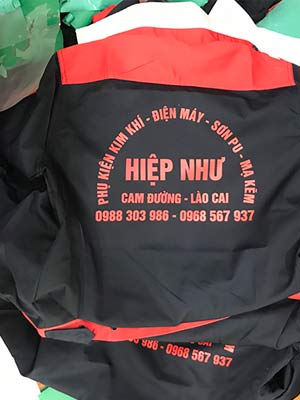 PHỤ KIỆN KIM KHÍ - ĐIỆN MÁY - SƠN PU - MẠ KẼM
HIỆP NHƯ
CAM ĐƯỜNG - LÀO CAI
0988 303 986 - 0968 567 937
CAI
986 - 0968 567 937